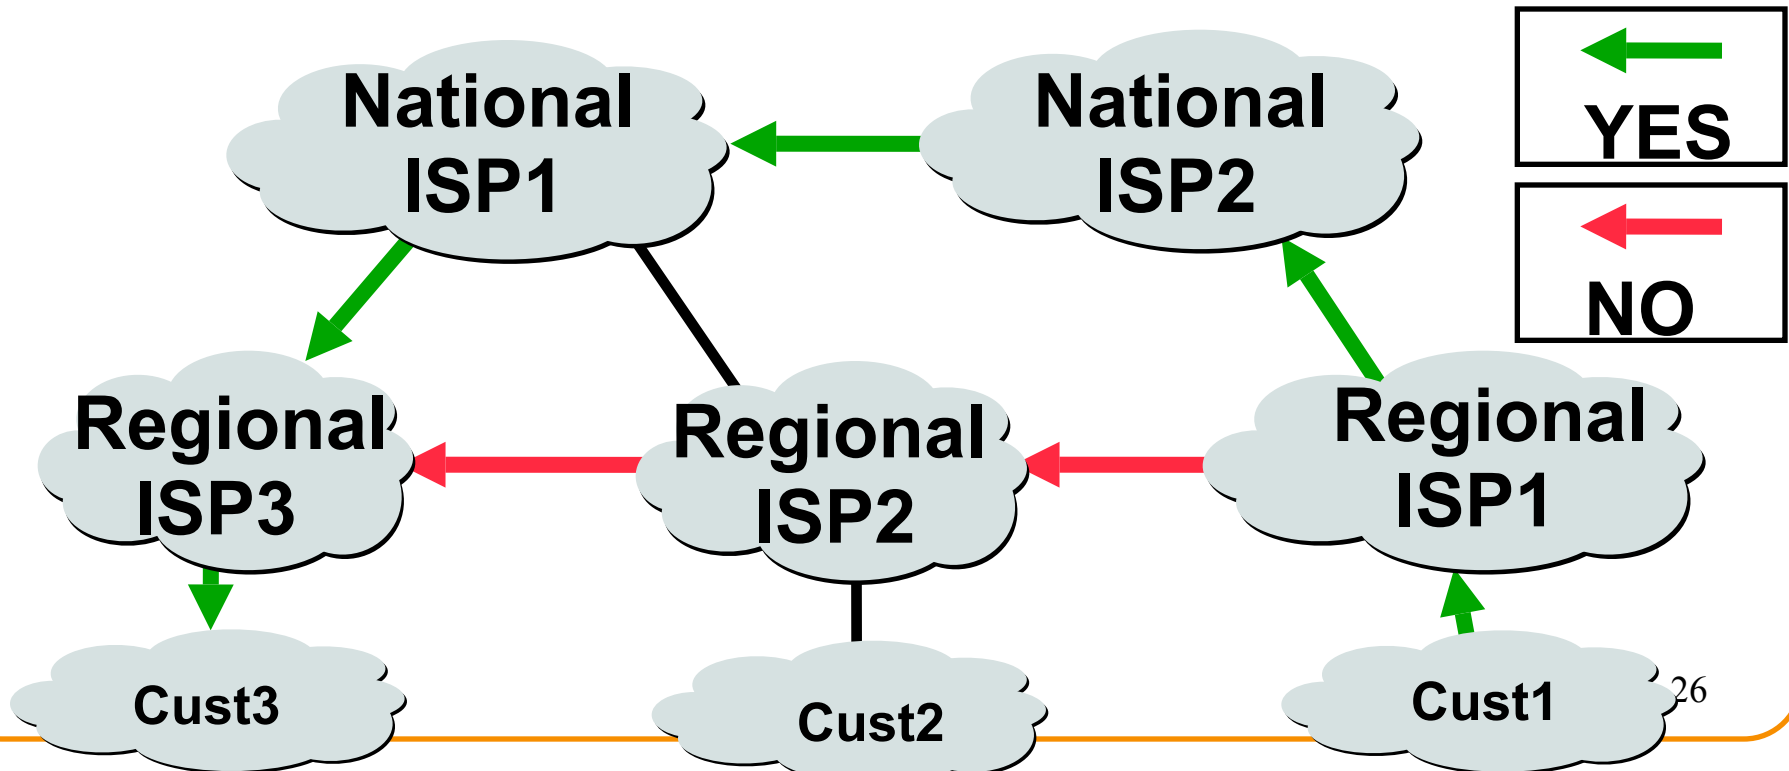 National
ISP1
National
ISP2
YES
NO
Regional
ISP3
Regional
ISP2
Regional
ISP1
Cust3
Cust2
Cust1
26